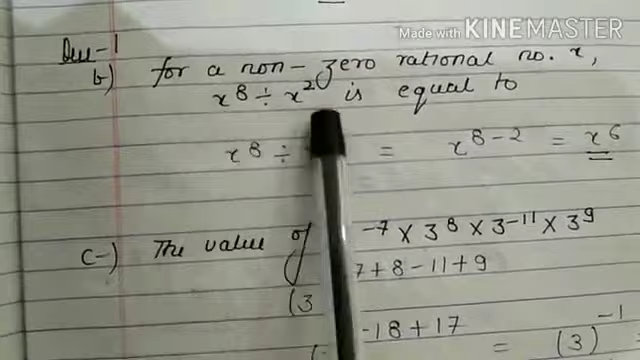 Made with KINEMASTER
Que-1
b) for a non-zero rational no. x,
x⁸ ÷ x² is equal to
x⁸ ÷ = x⁸⁻² = x⁶
c-) The value of ⁻⁷ × 3⁸ × 3⁻¹¹ × 3⁹
7+8-11+9
(3
-18+17 = (3)⁻¹